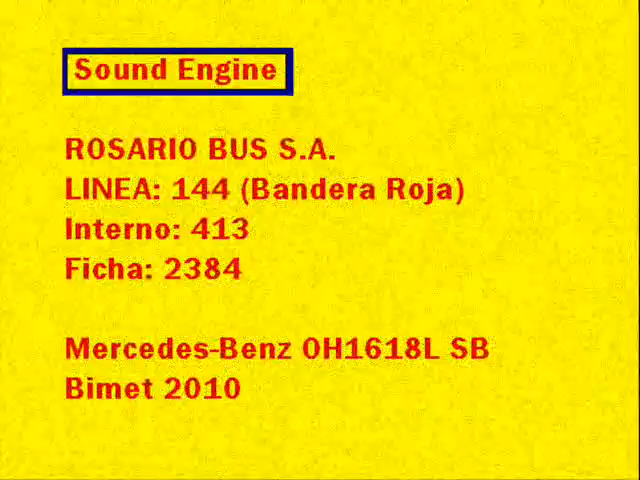 Sound Engine
ROSARIO BUS S.A.
LINEA: 144 (Bandera Roja)
Interno: 413
Ficha: 2384
Mercedes-Benz OH1618L SB
Bimet 2010